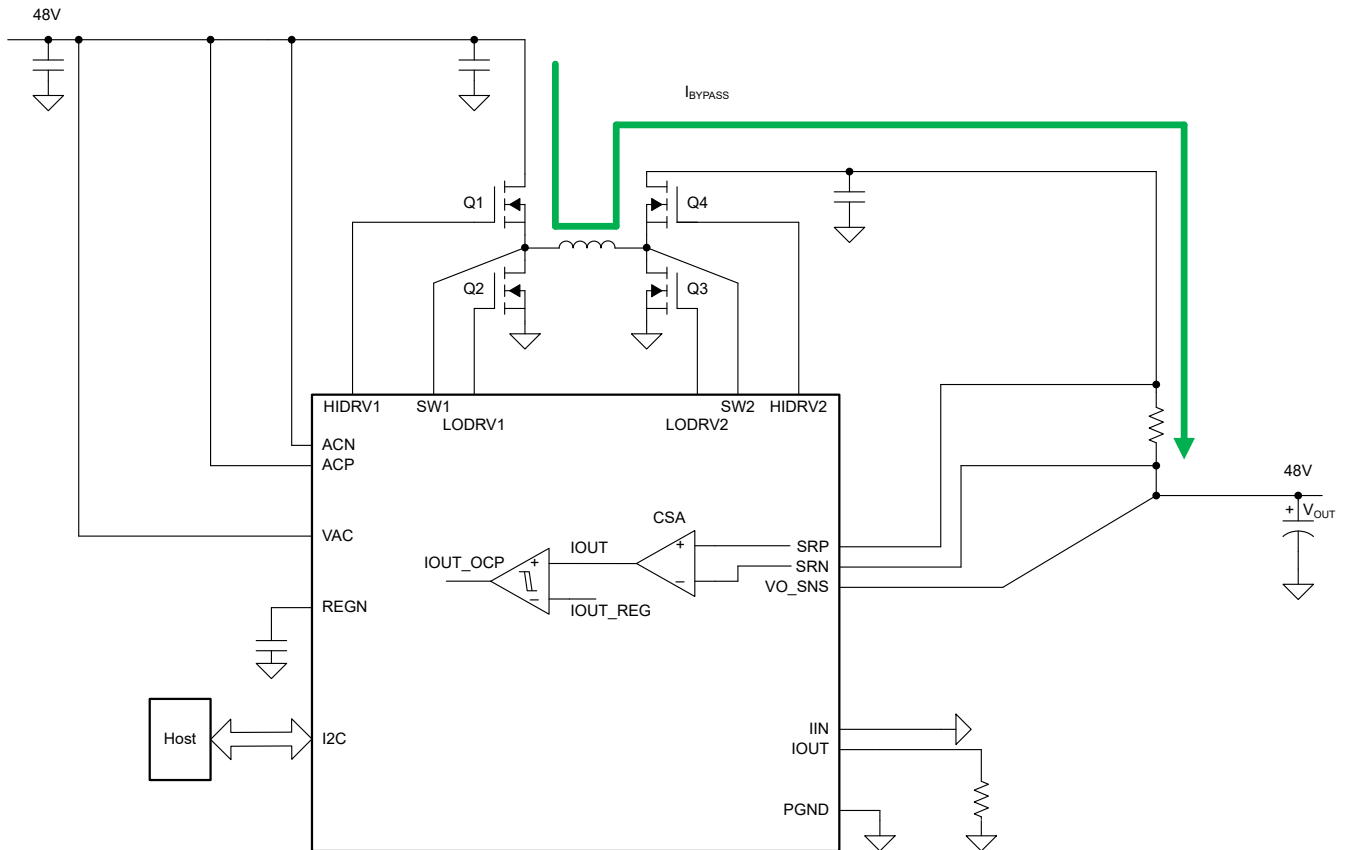 48V
IBYPASS
Q1
Q4
Q2
Q3
HIDRV1
SW1
LODRV1
LODRV2
SW2
HIDRV2
ACN
ACP
VAC
REGN
Host
I2C
CSA
+
−
IOUT
IOUT_OCP
+
−
IOUT_REG
SRP
SRN
VO_SNS
48V
+
VOUT
IIN
IOUT
PGND